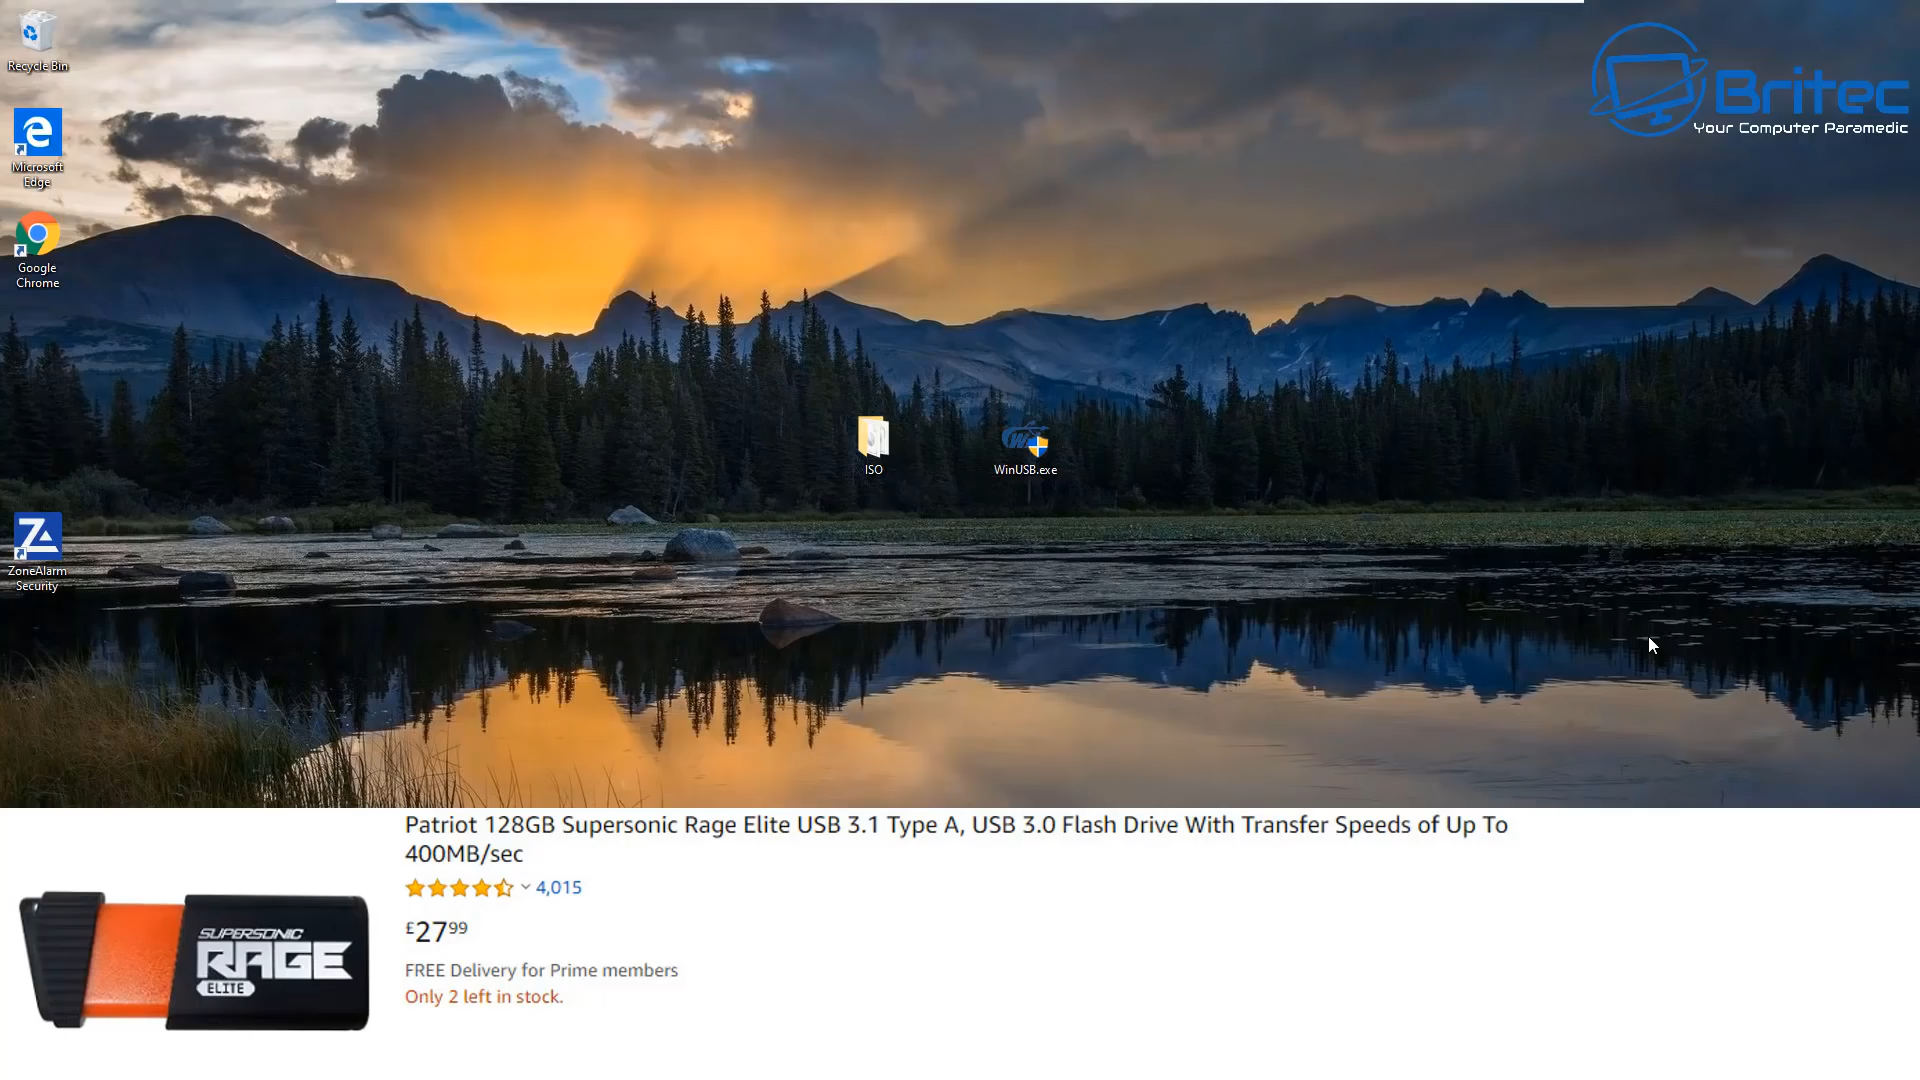 Recycle Bin
Britec
Your Computer Paramedic
Microsoft
Edge
Google
Chrome
ISO
WinUSB.exe
ZoneAlarm
Security
Patriot 128GB Supersonic Rage Elite USB 3.1 Type A, USB 3.0 Flash Drive With Transfer Speeds of Up To
400MB/sec
4,015
£27 99
FREE Delivery for Prime members
Only 2 left in stock.
SUPERSONIC
RAGE
ELITE